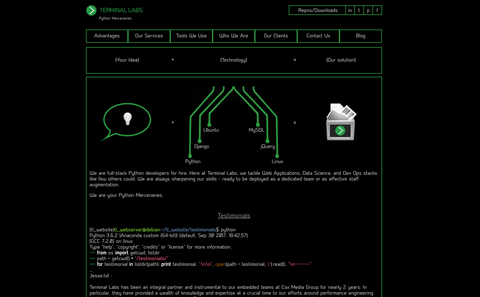 TERMINAL LABS
Python Mercenaries
Repos/Downloads in t p f
Advantages Our Services Tools We Use Who We Are Our Clients Contact Us Blog
(Your Idea) + (Technology) = (Our solution)
Ubuntu MySQL
Django jQuery
Python Linux
We are full-stack Python developers for hire. Here at Terminal Labs, we tackle Web Applications, Data Science, and Dev Ops stacks
like few others could. We are always sharpening our skills - ready to be deployed as a dedicated team or as effective staff
augmentation.
We are your Python Mercenaries.
Testimonials
(tl_website)tl_webserver@debian:~/tl_website/testimonials$ python
Python 3.6.2 |Anaconda custom (64-bit)| (default, Sep 30 2017, 18:42:57)
[GCC 7.2.0] on linux
Type "help", "copyright", "credits" or "license" for more information.
>>> from os import getcwd, listdir
>>> path = getcwd() + "/testimonials/"
>>> for testimonial in listdir(path): print testimonial, "\n\n", open(path + testimonial
Jesse.txt
Terminal Labs has been an integral partner and instrumental to our embedded teams at Cox Media Group for nearly 2 years. In
particular, they have provided a wealth of knowledge and expertise at a crucial time to our efforts around performance engineering